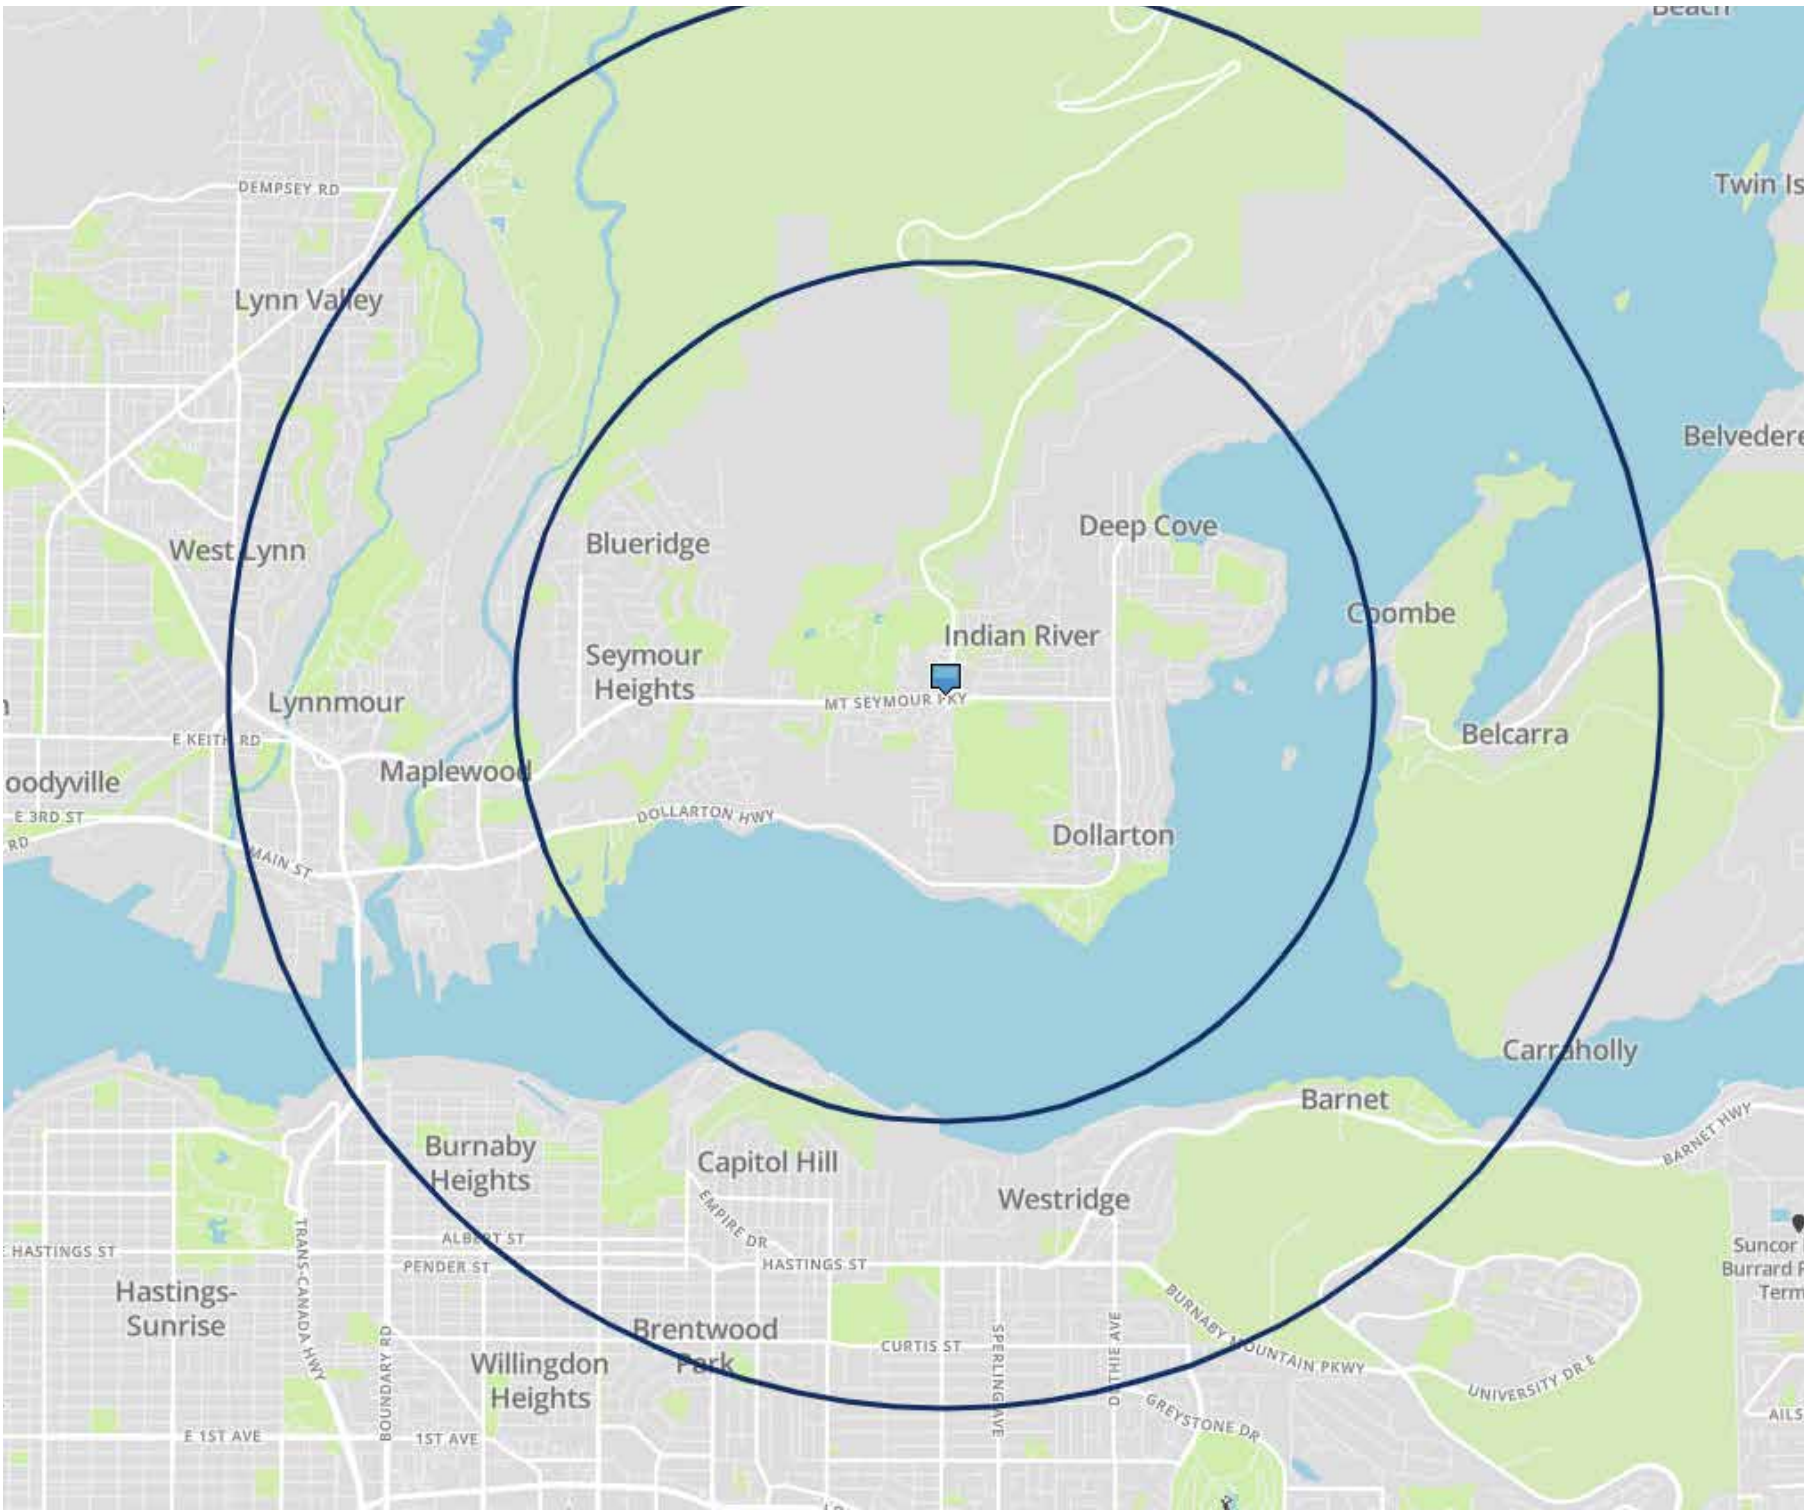 Beach
DEMPSEY RD
Twin Is
Lynn Valley
Belvedere
Deep Cove
West Lynn
Blueridge
Coombe
Indian River
Seymour
Heights
Lynnmour
MT SEYMOUR PKY
E KEITH RD
Belcarra
Maplewood
oodyville
E 3RD ST
DOLLARTON HWY
RD
Dollarton
MAIN ST
Carraholly
Barnet
BARNET HWY
Burnaby
Heights
Capitol Hill
Westridge
EMPIRE DR
TRANS-CANADA HWY
ALBERT ST
E HASTINGS ST
PENDER ST
HASTINGS ST
Suncor
Burrard P
Term
Hastings-
Sunrise
BURNABY MOUNTAIN PKWY
Brentwood
Park
BOUNDARY RD
CURTIS ST
SPERLING AVE
DUTHIE AVE
Willingdon
Heights
UNIVERSITY DR E
GREYSTONE DR
AILS
E 1ST AVE
1ST AVE